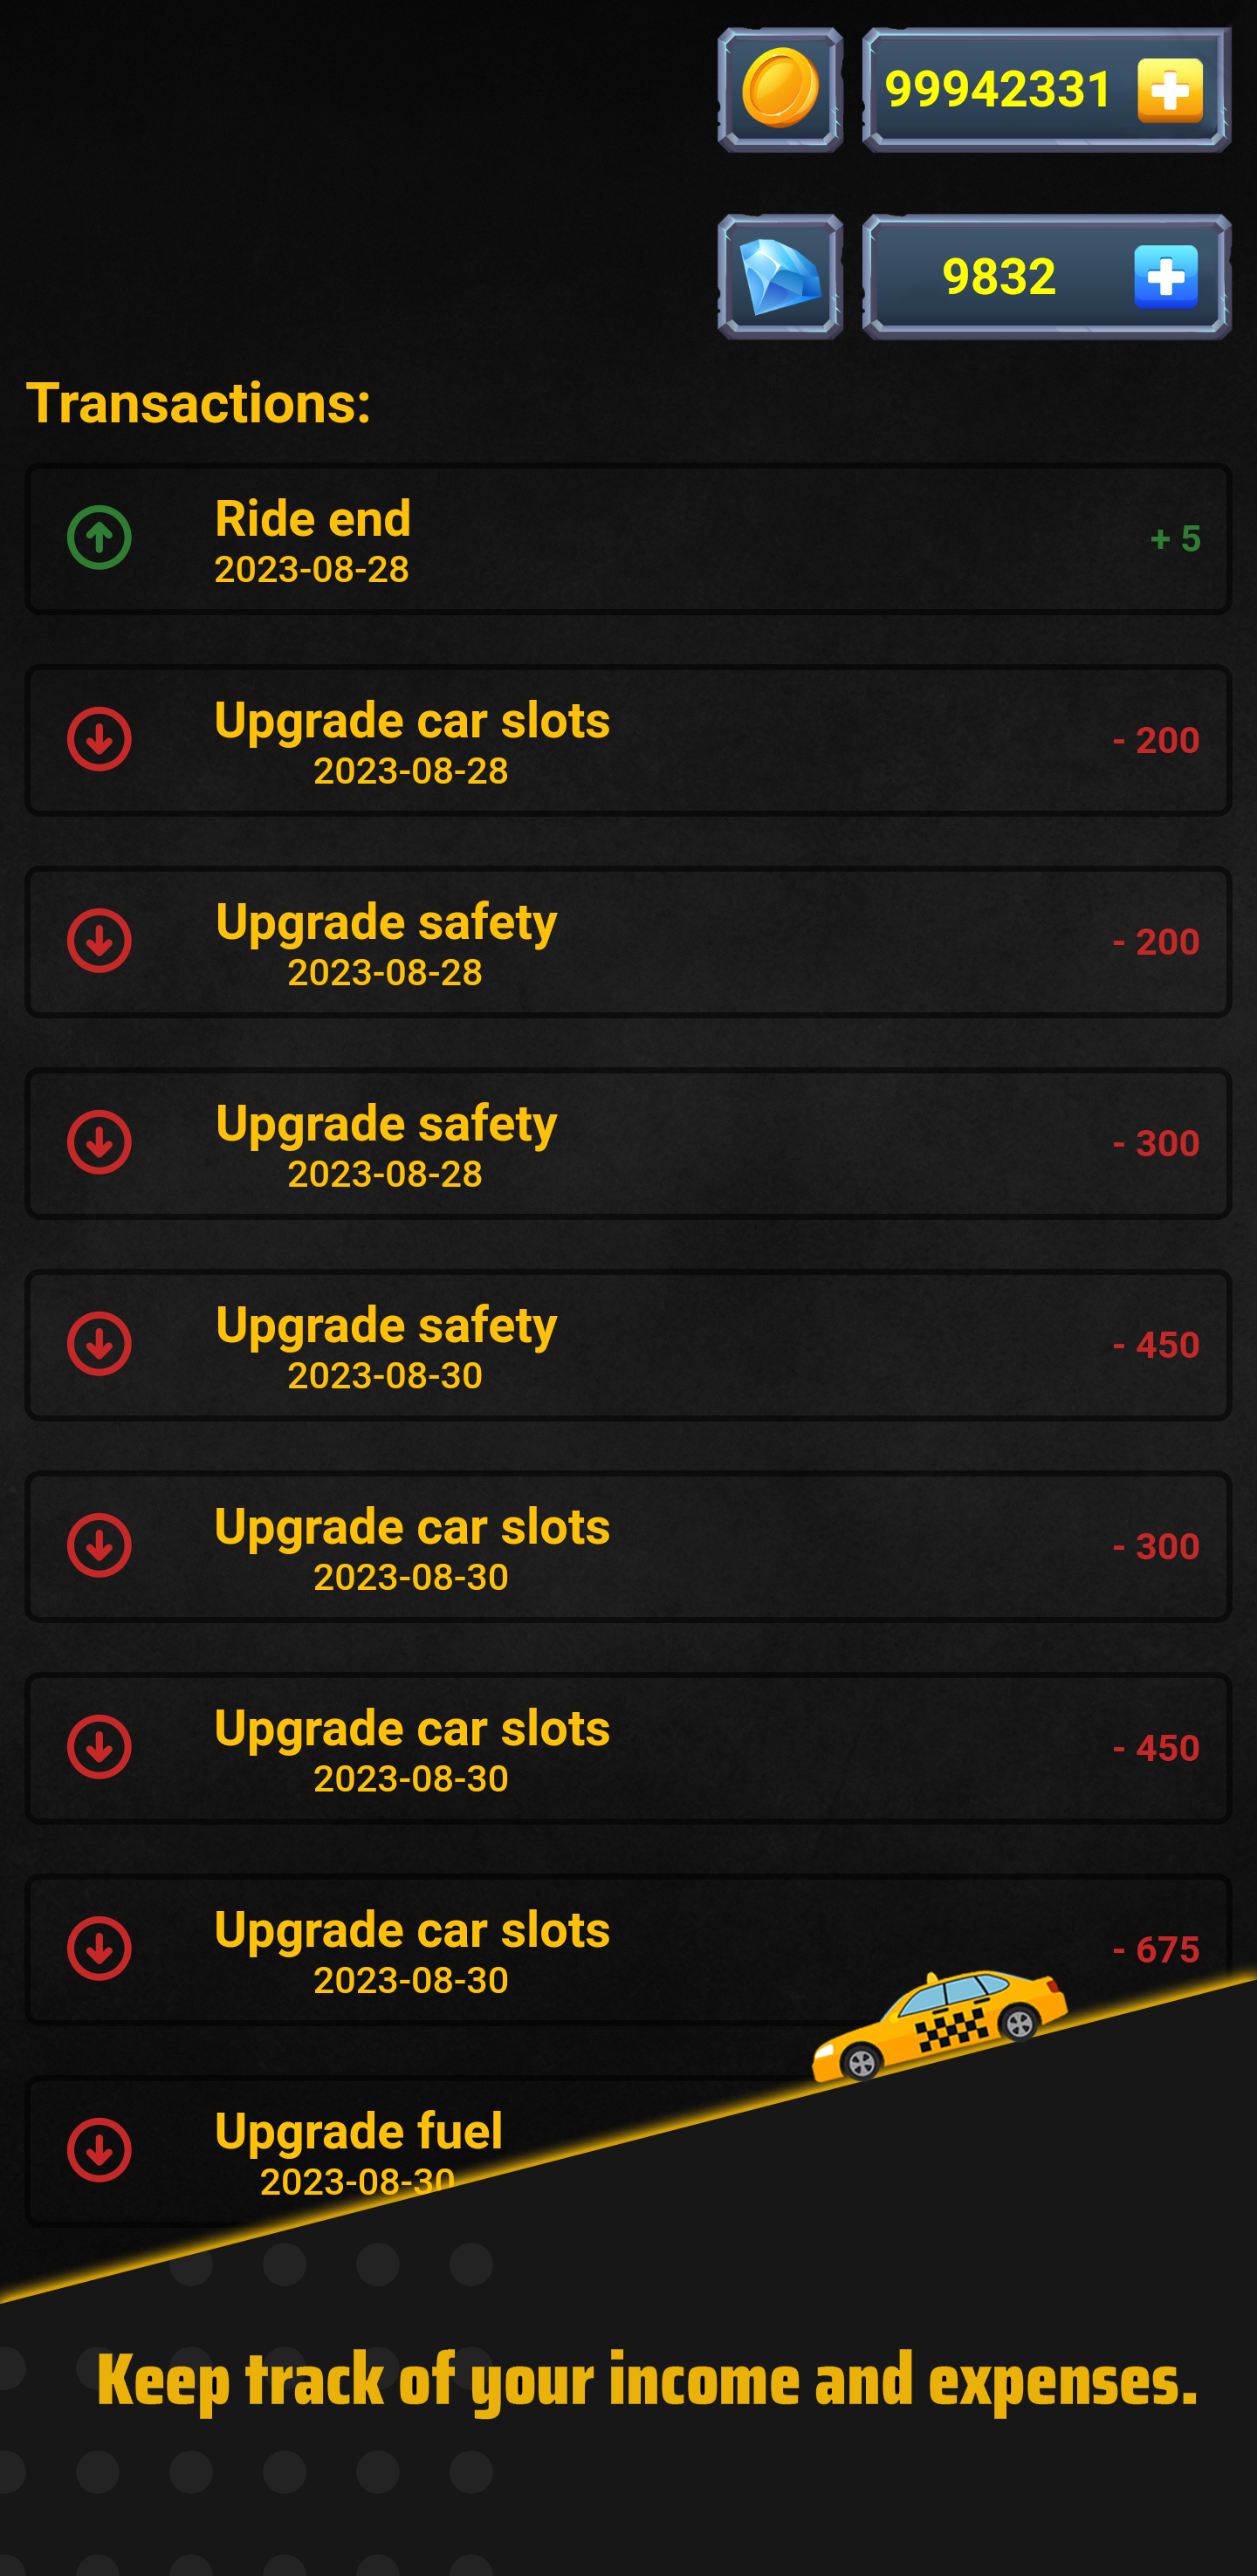 99942331
9832
Transactions:
Ride end
2023-08-28
+ 5
Upgrade car slots
2023-08-28
- 200
Upgrade safety
2023-08-28
- 200
Upgrade safety
2023-08-28
- 300
Upgrade safety
2023-08-30
- 450
Upgrade car slots
2023-08-30
- 300
Upgrade car slots
2023-08-30
- 450
Upgrade car slots
2023-08-30
- 675
Upgrade fuel
2023-08-30
Keep track of your income and expenses.